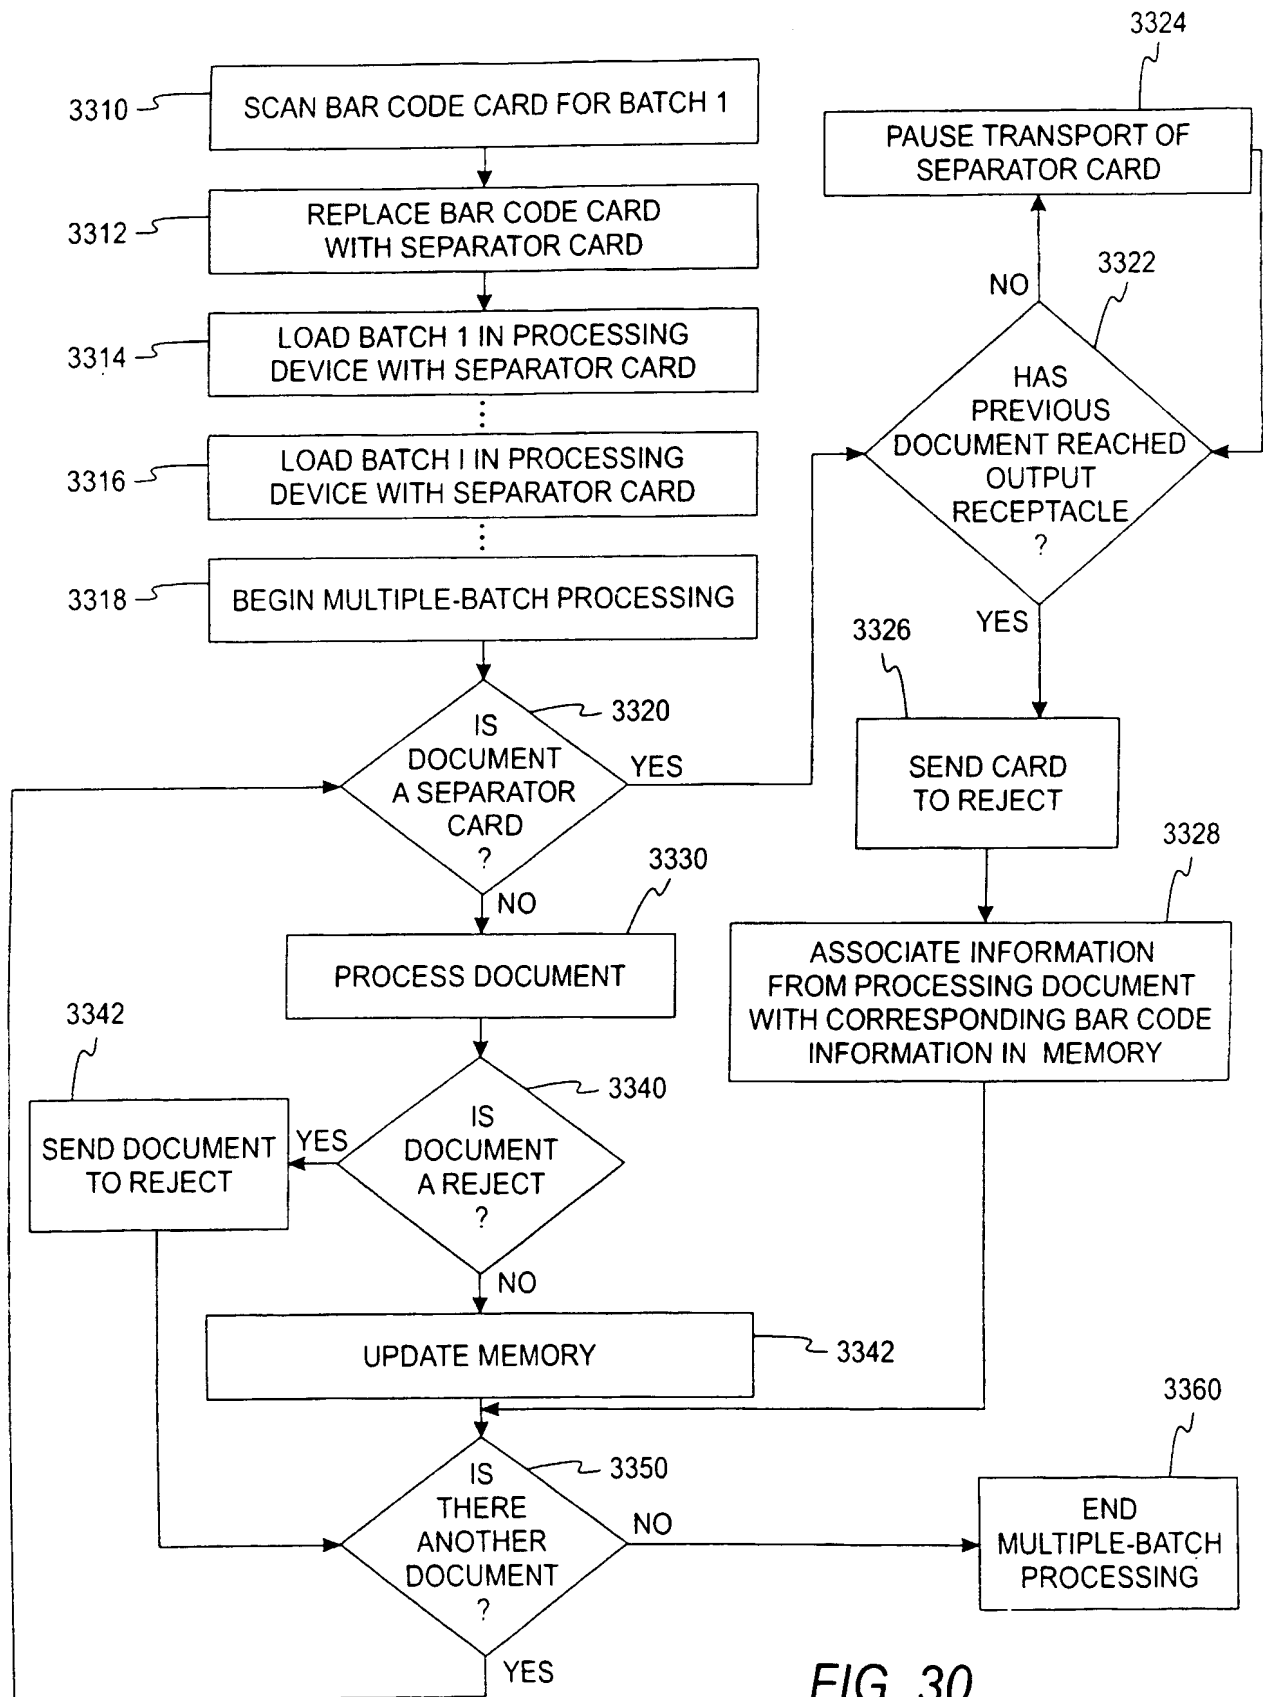 3310
SCAN BAR CODE CARD FOR BATCH 1
3312
REPLACE BAR CODE CARD
WITH SEPARATOR CARD
3314
LOAD BATCH 1 IN PROCESSING
DEVICE WITH SEPARATOR CARD
3316
LOAD BATCH I IN PROCESSING
DEVICE WITH SEPARATOR CARD
3318
BEGIN MULTIPLE-BATCH PROCESSING
3320
IS
DOCUMENT
A SEPARATOR
CARD
?
YES
NO
3324
PAUSE TRANSPORT OF
SEPARATOR CARD
NO
3322
HAS
PREVIOUS
DOCUMENT REACHED
OUTPUT
RECEPTACLE
?
YES
3326
SEND CARD
TO REJECT
3328
ASSOCIATE INFORMATION
FROM PROCESSING DOCUMENT
WITH CORRESPONDING BAR CODE
INFORMATION IN MEMORY
3330
PROCESS DOCUMENT
3340
IS
DOCUMENT
A REJECT
?
YES
3342
SEND DOCUMENT
TO REJECT
NO
UPDATE MEMORY
3342
3350
IS
THERE
ANOTHER
DOCUMENT
?
NO
3360
END
MULTIPLE-BATCH
PROCESSING
YES
FIG. 30